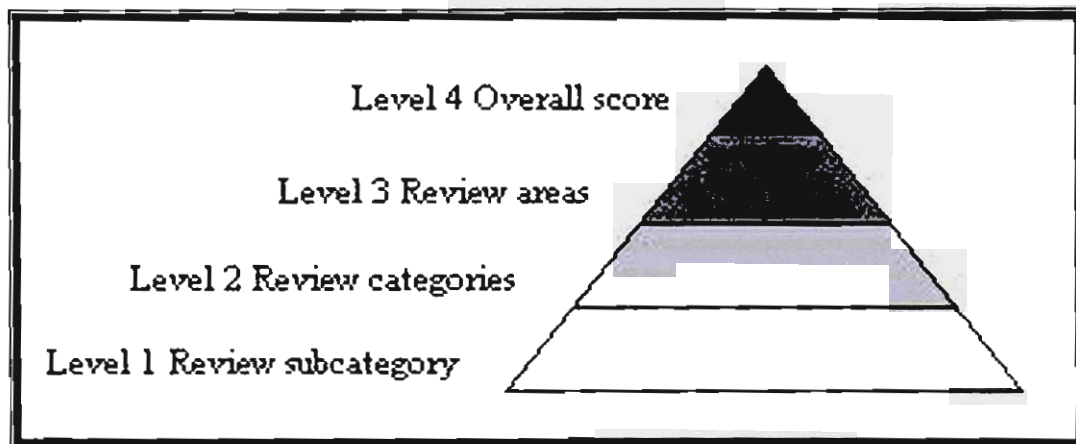 Level 4 Overall score
Level 3 Review areas
Level 2 Review categories
Level 1 Review subcategory